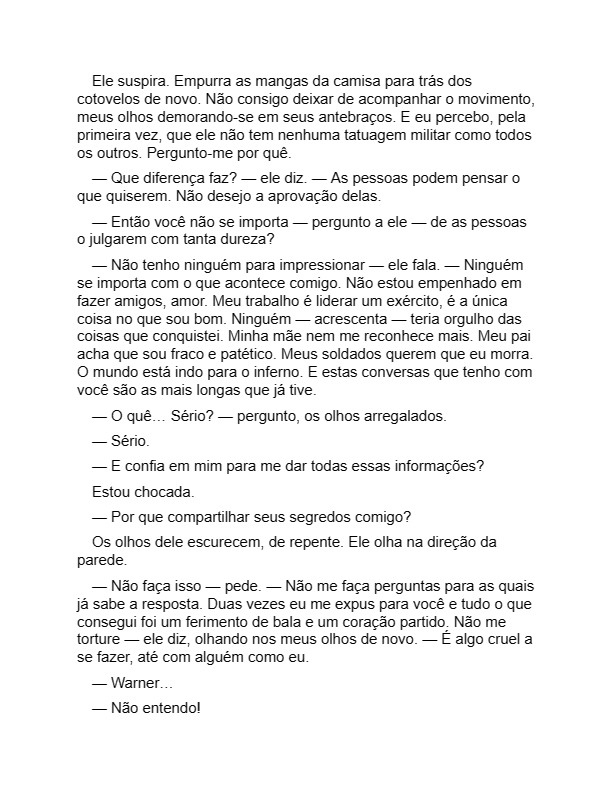 Ele suspira. Empurra as mangas da camisa para trás dos
cotovelos de novo. Não consigo deixar de acompanhar o movimento,
meus olhos demorando-se em seus antebraços. E eu percebo, pela
primeira vez, que ele não tem nenhuma tatuagem militar como todos
os outros. Pergunto-me por quê.
— Que diferença faz? — ele diz. — As pessoas podem pensar o
que quiserem. Não desejo a aprovação delas.
— Então você não se importa — pergunto a ele — de as pessoas
o julgarem com tanta dureza?
— Não tenho ninguém para impressionar — ele fala. — Ninguém
se importa com o que acontece comigo. Não estou empenhado em
fazer amigos, amor. Meu trabalho é liderar um exército, é a única
coisa no que sou bom. Ninguém — acrescenta — teria orgulho das
coisas que conquistei. Minha mãe nem me reconhece mais. Meu pai
acha que sou fraco e patético. Meus soldados querem que eu morra.
O mundo está indo para o inferno. E estas conversas que tenho com
você são as mais longas que já tive.
— O quê… Sério? — pergunto, os olhos arregalados.
— Sério.
— E confia em mim para me dar todas essas informações?
Estou chocada.
— Por que compartilhar seus segredos comigo?
Os olhos dele escurecem, de repente. Ele olha na direção da
parede.
— Não faça isso — pede. — Não me faça perguntas para as quais
já sabe a resposta. Duas vezes eu me expus para você e tudo o que
consegui foi um ferimento de bala e um coração partido. Não me
torture — ele diz, olhando nos meus olhos de novo. — É algo cruel a
se fazer, até com alguém como eu.
— Warner…
— Não entendo!